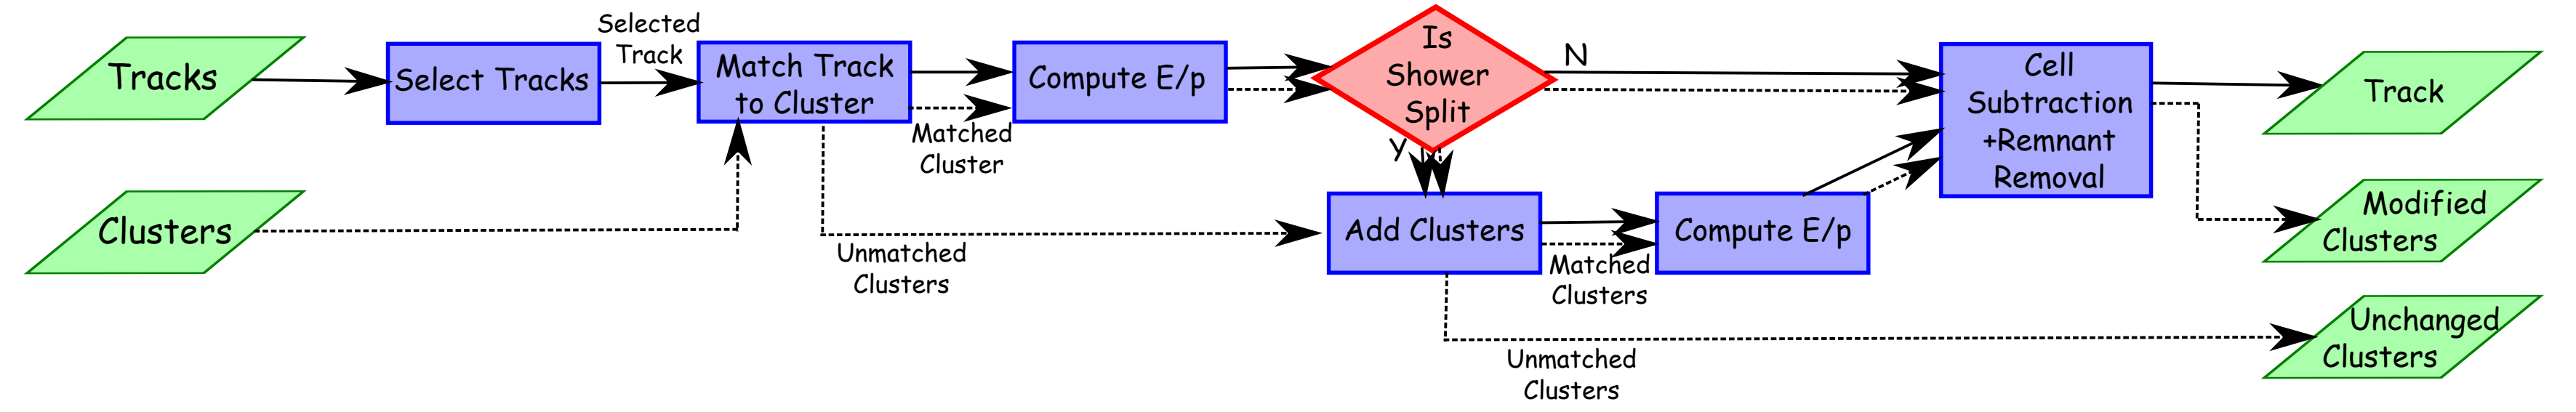 Tracks
Select Tracks
Selected
Track
Match Track
to Cluster
Matched
Cluster
Compute E/p
Is
Shower
Split
N
Y
Cell
Subtraction
+Remnant
Removal
Track
Clusters
Unmatched
Clusters
Add Clusters
Matched
Clusters
Compute E/p
Modified
Clusters
Unmatched
Clusters
Unchanged
Clusters